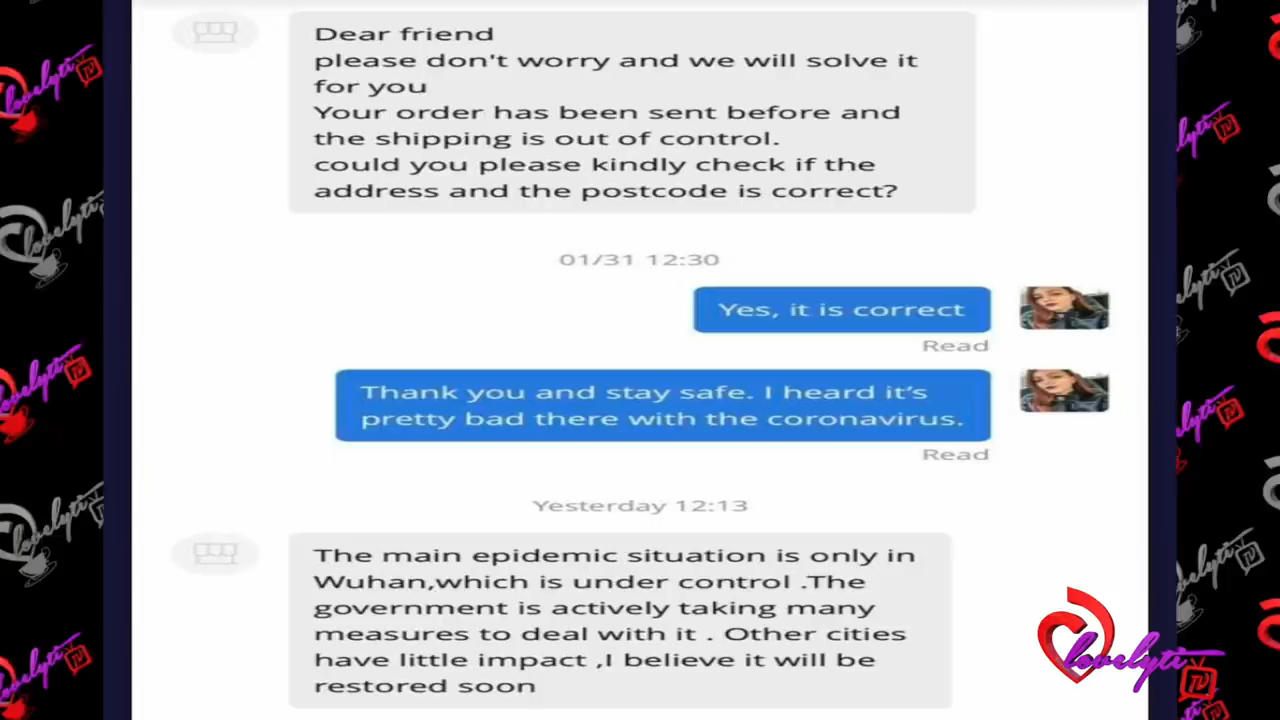 Dear friend
please don't worry and we will solve it
for you
Your order has been sent before and
the shipping is out of control.
could you please kindly check if the
address and the postcode is correct?
01/31 12:30
Yes, it is correct
Read
Thank you and stay safe. I heard it’s
pretty bad there with the coronavirus.
Read
Yesterday 12:13
The main epidemic situation is only in
Wuhan,which is under control .The
government is actively taking many
measures to deal with it . Other cities
have little impact ,I believe it will be
restored soon
lovelyti
TV